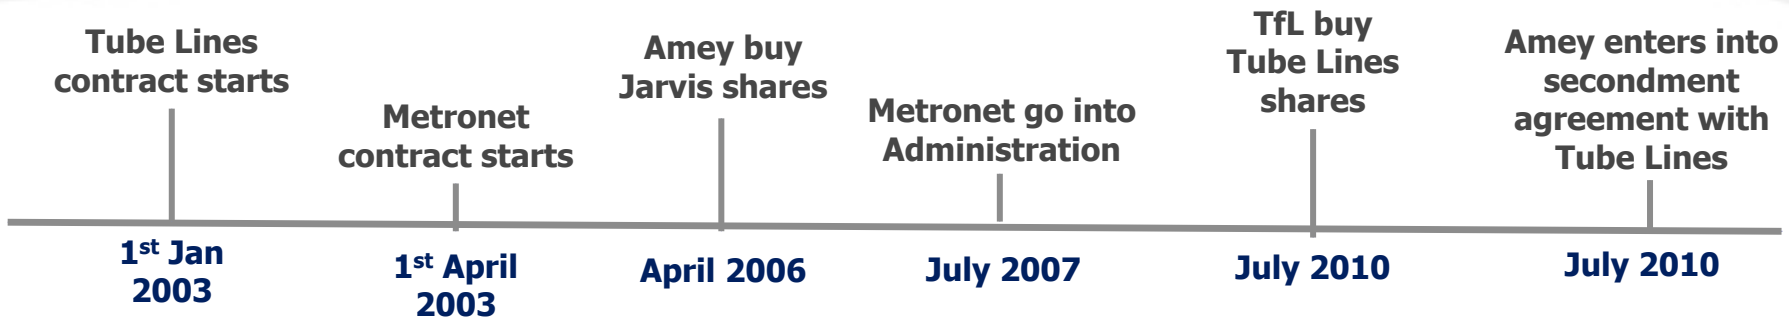 Tube Lines
contract starts
1st Jan
2003
Metronet
contract starts
1st April
2003
Amey buy
Jarvis shares
April 2006
Metronet go into
Administration
July 2007
TfL buy
Tube Lines
shares
July 2010
Amey enters into
secondment
agreement with
Tube Lines
July 2010